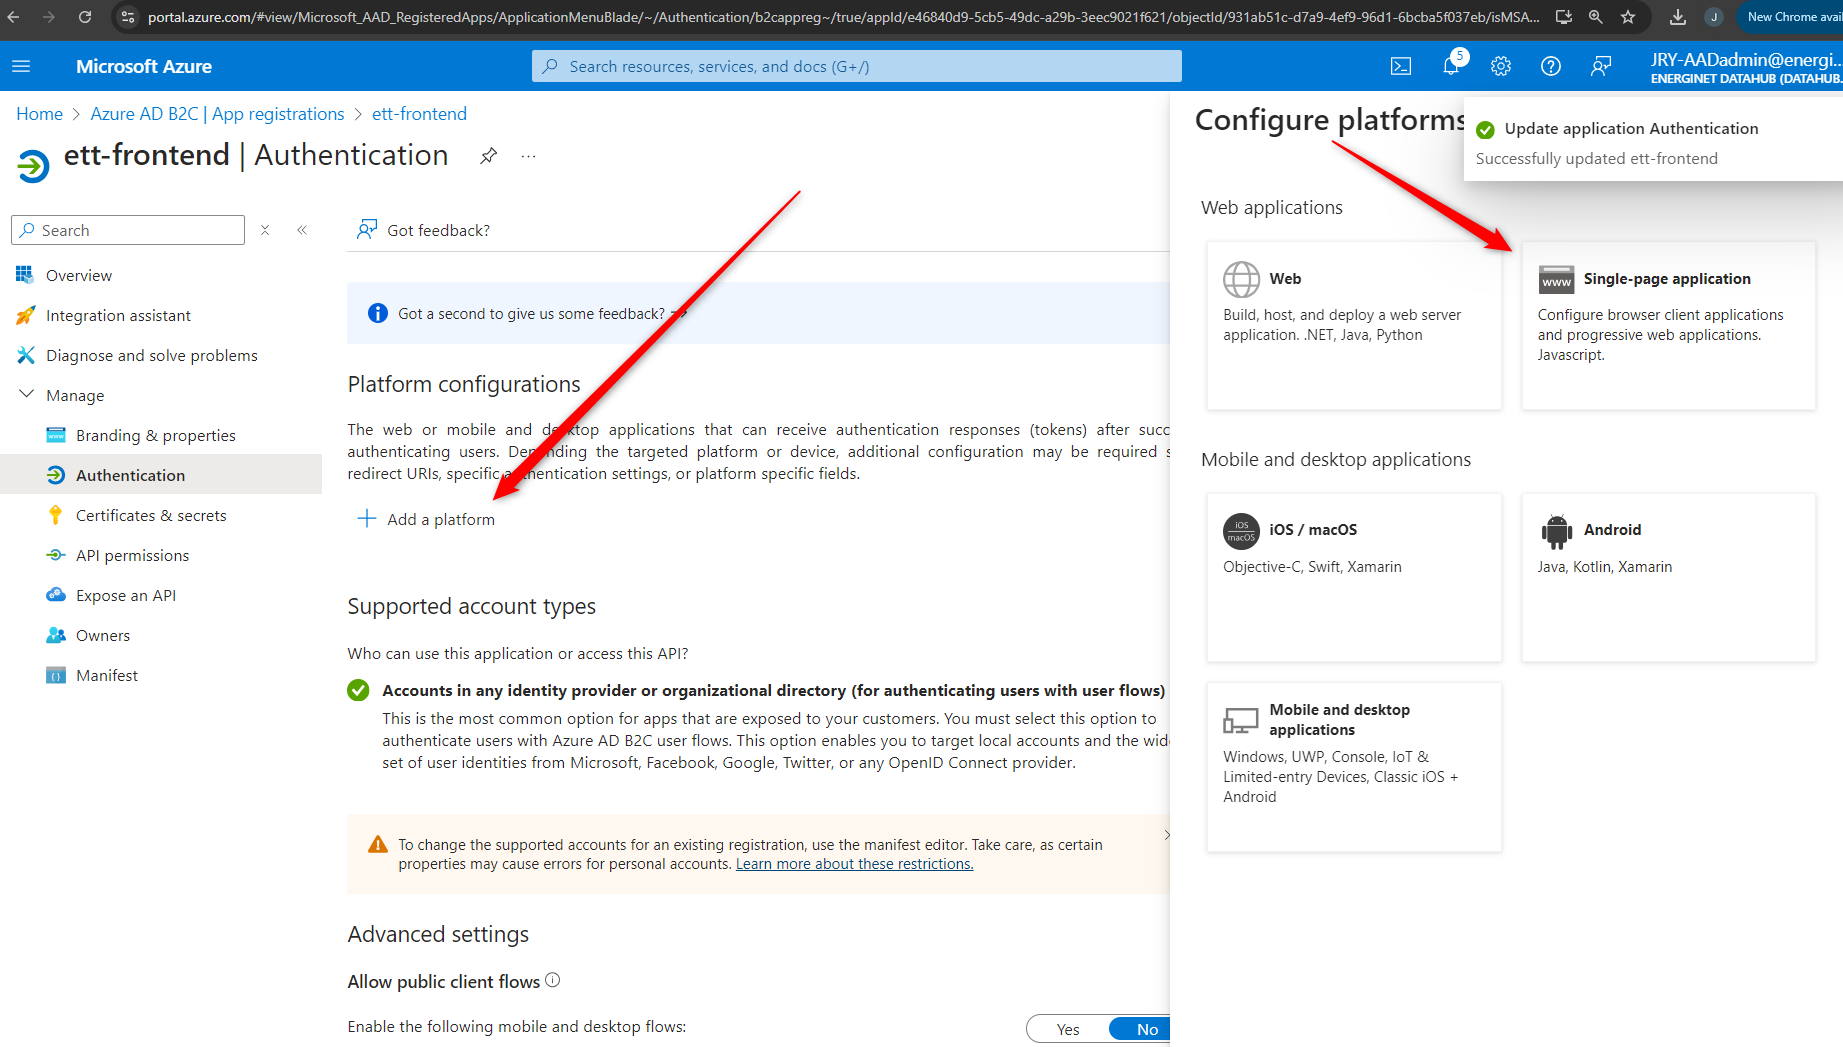 portal.azure.com/#view/Microsoft_AAD_RegisteredApps/ApplicationMenuBlade/~/Authentication/b2cappreg~/true/appId/e46840d9-5cb5-49dc-a29b-3eec9021f621/objectId/931ab51c-d7a9-4ef9-96d1-6bcba5f037eb/isMSA...
J
New Chrome avai
Microsoft Azure
Search resources, services, and docs (G+/)
5
JRY-AADadmin@energi...
ENERGINET DATAHUB (DATAHUB...
Home > Azure AD B2C | App registrations > ett-frontend
ett-frontend | Authentication
...
Search
Overview
Integration assistant
Diagnose and solve problems
Manage
Branding & properties
Authentication
Certificates & secrets
API permissions
Expose an API
Owners
Manifest
Got feedback?
Got a second to give us some feedback?
Platform configurations
The web or mobile and desktop applications that can receive authentication responses (tokens) after succ
authenticating users. Depending the targeted platform or device, additional configuration may be required s
redirect URIs, specific authentication settings, or platform specific fields.
Add a platform
Supported account types
Who can use this application or access this API?
Accounts in any identity provider or organizational directory (for authenticating users with user flows)
This is the most common option for apps that are exposed to your customers. You must select this option to
authenticate users with Azure AD B2C user flows. This option enables you to target local accounts and the wid
set of user identities from Microsoft, Facebook, Google, Twitter, or any OpenID Connect provider.
To change the supported accounts for an existing registration, use the manifest editor. Take care, as certain
properties may cause errors for personal accounts. Learn more about these restrictions.
Advanced settings
Allow public client flows
Enable the following mobile and desktop flows:
Yes No
Configure platforms
Update application Authentication
Successfully updated ett-frontend
Web applications
Web
Build, host, and deploy a web server
application. .NET, Java, Python
www
Single-page application
Configure browser client applications
and progressive web applications.
Javascript.
Mobile and desktop applications
iOS
macOS
iOS / macOS
Objective-C, Swift, Xamarin
Android
Java, Kotlin, Xamarin
Mobile and desktop
applications
Windows, UWP, Console, IoT &
Limited-entry Devices, Classic iOS +
Android